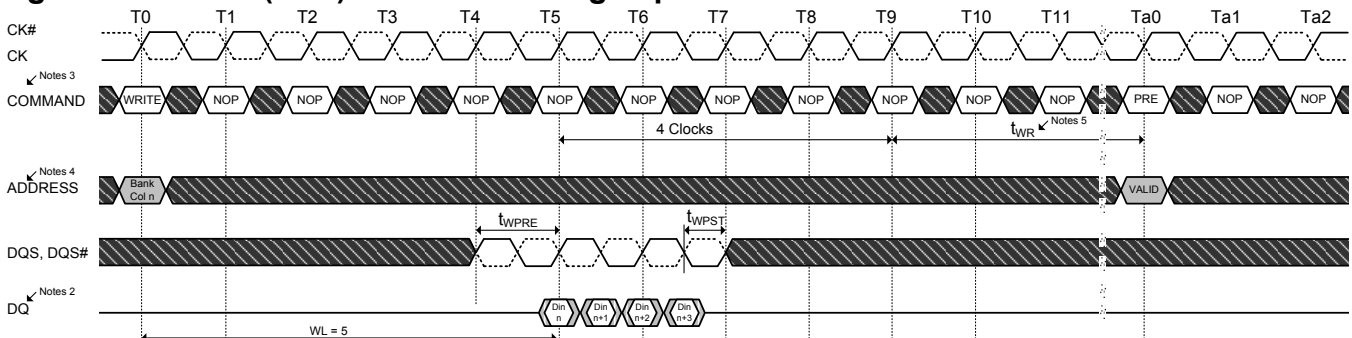 T0 T1 T2 T3 T4 T5 T6 T7 T8 T9 T10 T11 Ta0 Ta1 Ta2
CK#
CK
Notes 3
COMMAND WRITE NOP NOP NOP NOP NOP NOP NOP NOP NOP NOP NOP PRE NOP NOP
4 Clocks tWR Notes 5
Notes 4
ADDRESS Bank Col n VALID
tWPRE tWPST
DQS, DQS#
Notes 2
DQ Din n Din n+1 Din n+2 Din n+3
WL = 5